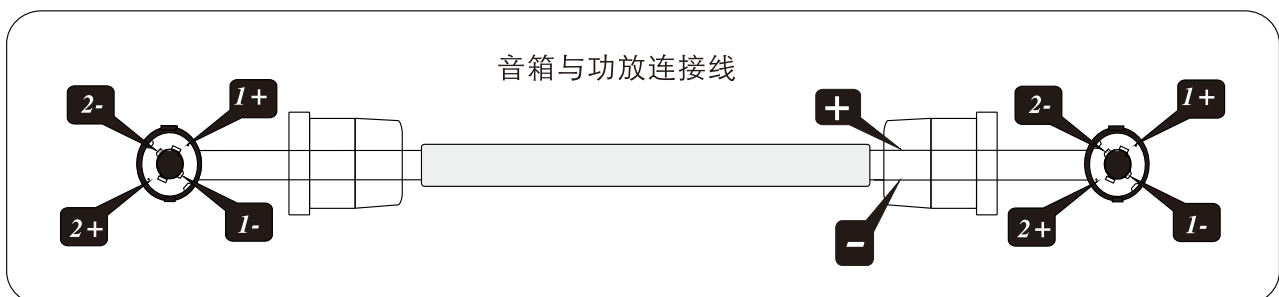 音箱与功放连接线
2- 1+ + 2- 1+
2+ 1- - 2+ 1-